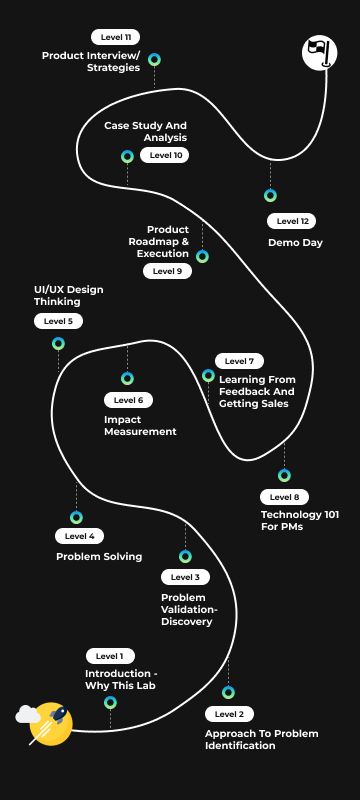 Level 11
Product Interview/
Strategies
Case Study And
Analysis
Level 10
Level 12
Demo Day
Product
Roadmap &
Execution
Level 9
UI/UX Design
Thinking
Level 5
Level 7
Learning From
Feedback And
Getting Sales
Level 6
Impact
Measurement
Level 8
Technology 101
For PMs
Level 4
Problem Solving
Level 3
Problem
Validation-
Discovery
Level 1
Introduction -
Why This Lab
Level 2
Approach To Problem
Identification